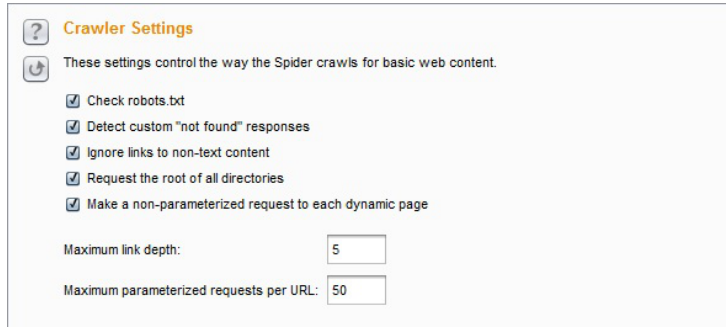 ?
Crawler Settings
These settings control the way the Spider crawls for basic web content.
Check robots.txt
Detect custom "not found" responses
Ignore links to non-text content
Request the root of all directories
Make a non-parameterized request to each dynamic page
Maximum link depth: 5
Maximum parameterized requests per URL: 50